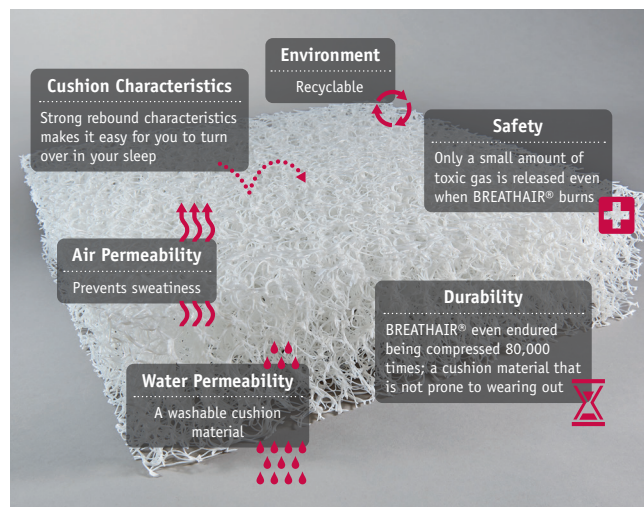 Environment
Recyclable
Cushion Characteristics
Strong rebound characteristics
makes it easy for you to turn
over in your sleep
Safety
Only a small amount of
toxic gas is released even
when BREATHAIR® burns
Air Permeability
Prevents sweatiness
Durability
BREATHAIR® even endured
being compressed 80,000
times; a cushion material that
is not prone to wearing out
Water Permeability
A washable cushion
material